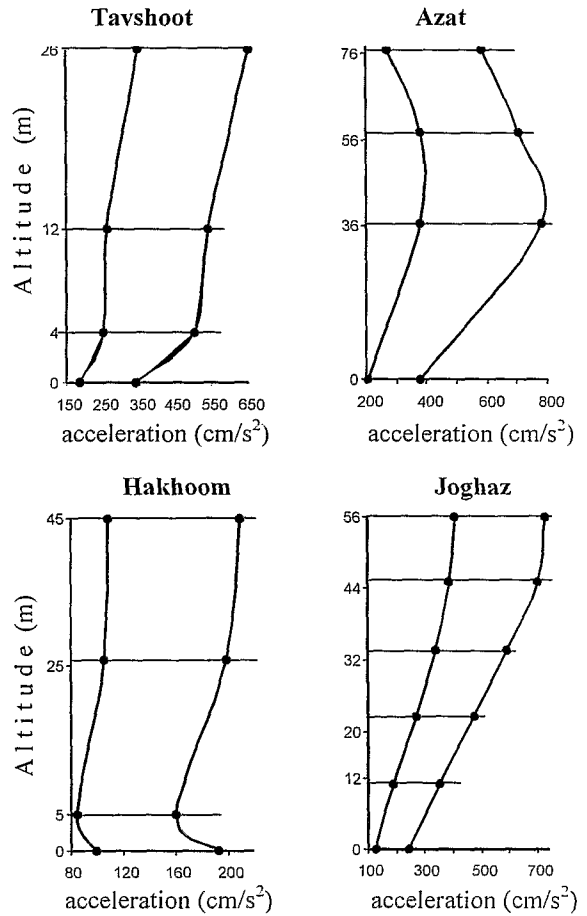 Tavshoot
Altitude (m)
26
12
4
0
150 250 350 450 550 650
acceleration (cm/s²)
Azat
76
56
36
0
200 400 600 800
acceleration (cm/s²)
Hakhoom
Altitude (m)
45
25
5
0
80 120 160 200
acceleration (cm/s²)
Joghaz
56
44
32
20
12
0
100 300 500 700
acceleration (cm/s²)